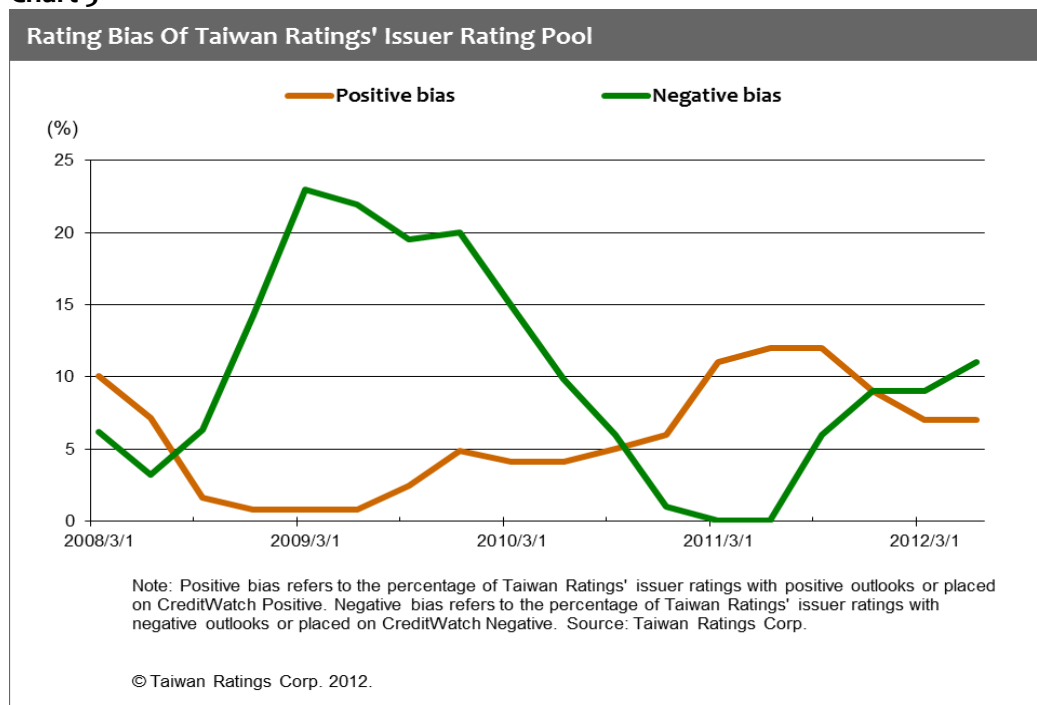 Rating Bias Of Taiwan Ratings' Issuer Rating Pool
Positive bias
Negative bias
(%)
25
20
15
10
5
0
2008/3/1
2009/3/1
2010/3/1
2011/3/1
2012/3/1
Note: Positive bias refers to the percentage of Taiwan Ratings' issuer ratings with positive outlooks or placed
on CreditWatch Positive. Negative bias refers to the percentage of Taiwan Ratings' issuer ratings with
negative outlooks or placed on CreditWatch Negative. Source: Taiwan Ratings Corp.
© Taiwan Ratings Corp. 2012.